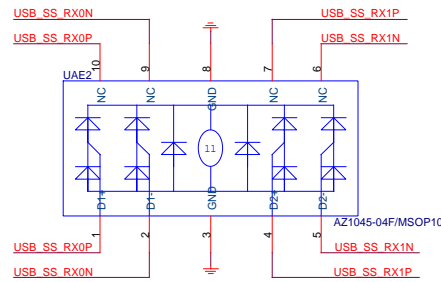 USB_SS_RX0N
USB_SS_RX1P
USB_SS_RX0P
USB_SS_RX1N
10
9
8
7
6
UAE2
NC
NC
GND
NC
NC
11
D1+
D1-
GND
D2+
D2-
AZ1045-04F/MSOP10
1
2
3
4
5
USB_SS_RX0P
USB_SS_RX1N
USB_SS_RX0N
USB_SS_RX1P